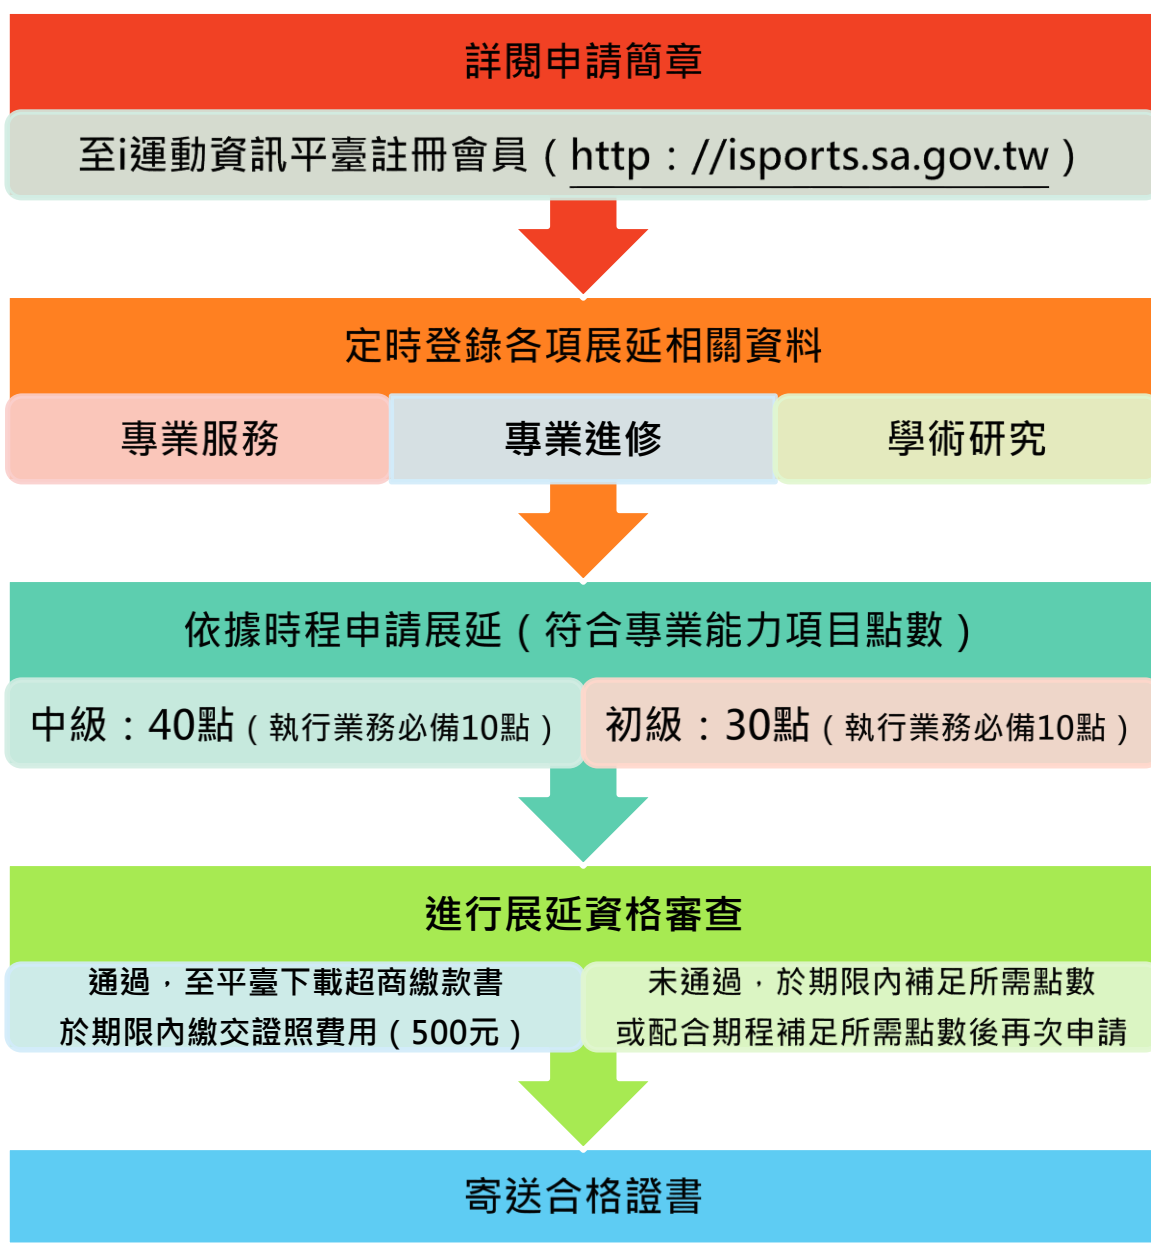 詳閱申請簡章
至i運動資訊平臺註冊會員（http：//isports.sa.gov.tw）
定時登錄各項展延相關資料
專業服務
專業進修
學術研究
依據時程申請展延（符合專業能力項目點數）
中級：40點（執行業務必備10點）
初級：30點（執行業務必備10點）
進行展延資格審查
通過，至平臺下載超商繳款書
於期限內繳交證照費用（500元）
未通過，於期限內補足所需點數
或配合期程補足所需點數後再次申請
寄送合格證書